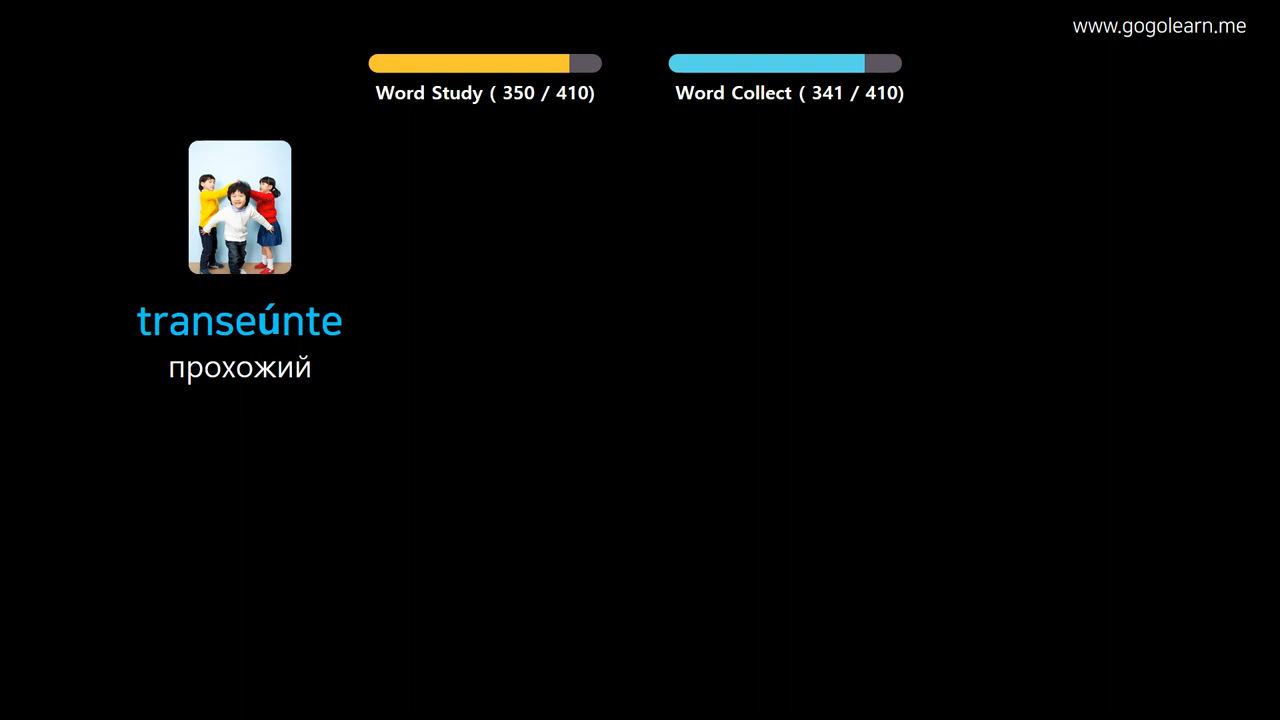 www.gogolearn.me
Word Study ( 350 / 410)
Word Collect ( 341 / 410)
transeúnte
прохожий